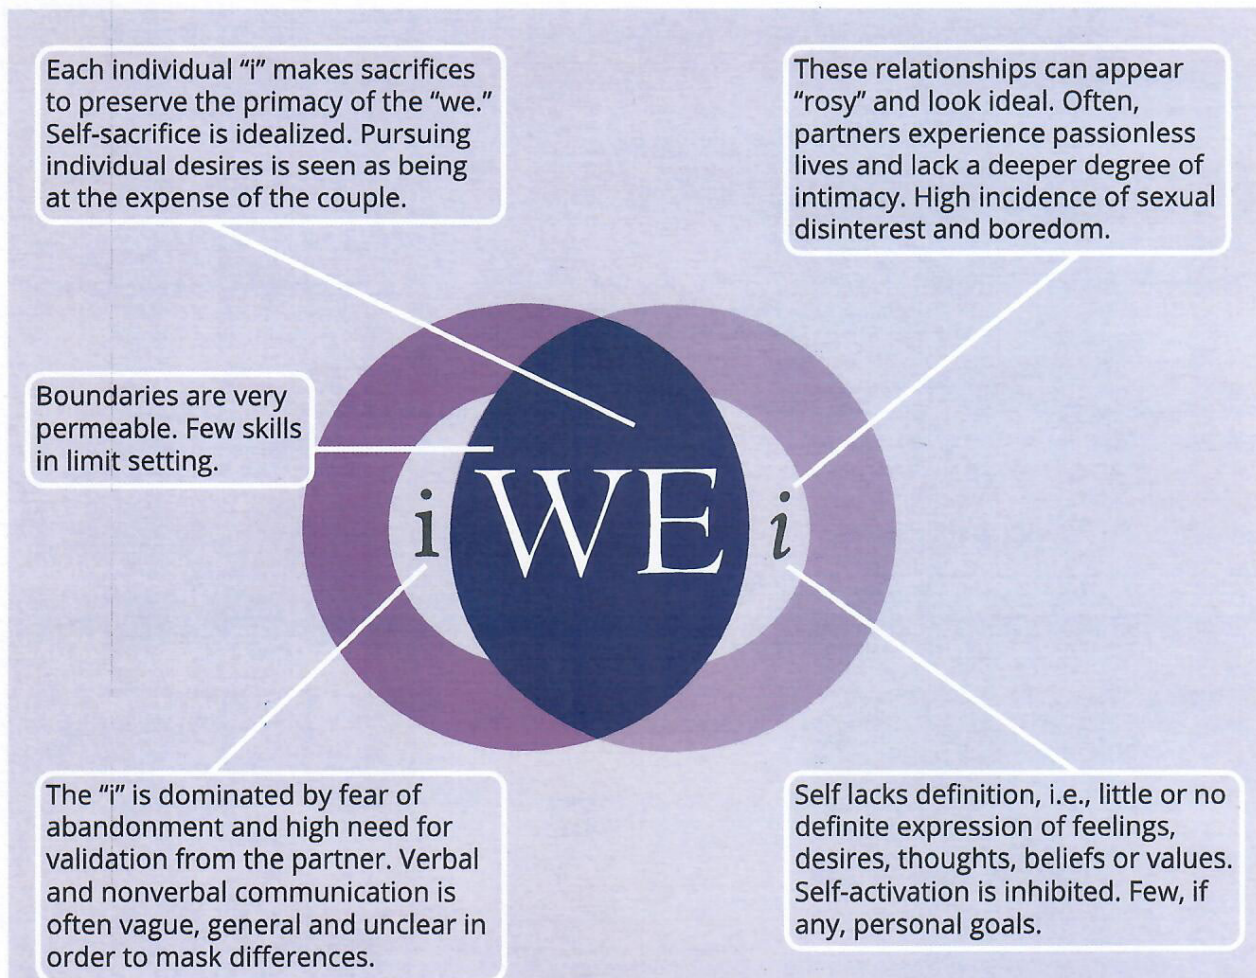 Each individual “i” makes sacrifices
to preserve the primacy of the “we.”
Self-sacrifice is idealized. Pursuing
individual desires is seen as being
at the expense of the couple.
These relationships can appear
“rosy” and look ideal. Often,
partners experience passionless
lives and lack a deeper degree of
intimacy. High incidence of sexual
disinterest and boredom.
Boundaries are very
permeable. Few skills
in limit setting.
i WE i
The “i” is dominated by fear of
abandonment and high need for
validation from the partner. Verbal
and nonverbal communication is
often vague, general and unclear in
order to mask differences.
Self lacks definition, i.e., little or no
definite expression of feelings,
desires, thoughts, beliefs or values.
Self-activation is inhibited. Few, if
any, personal goals.